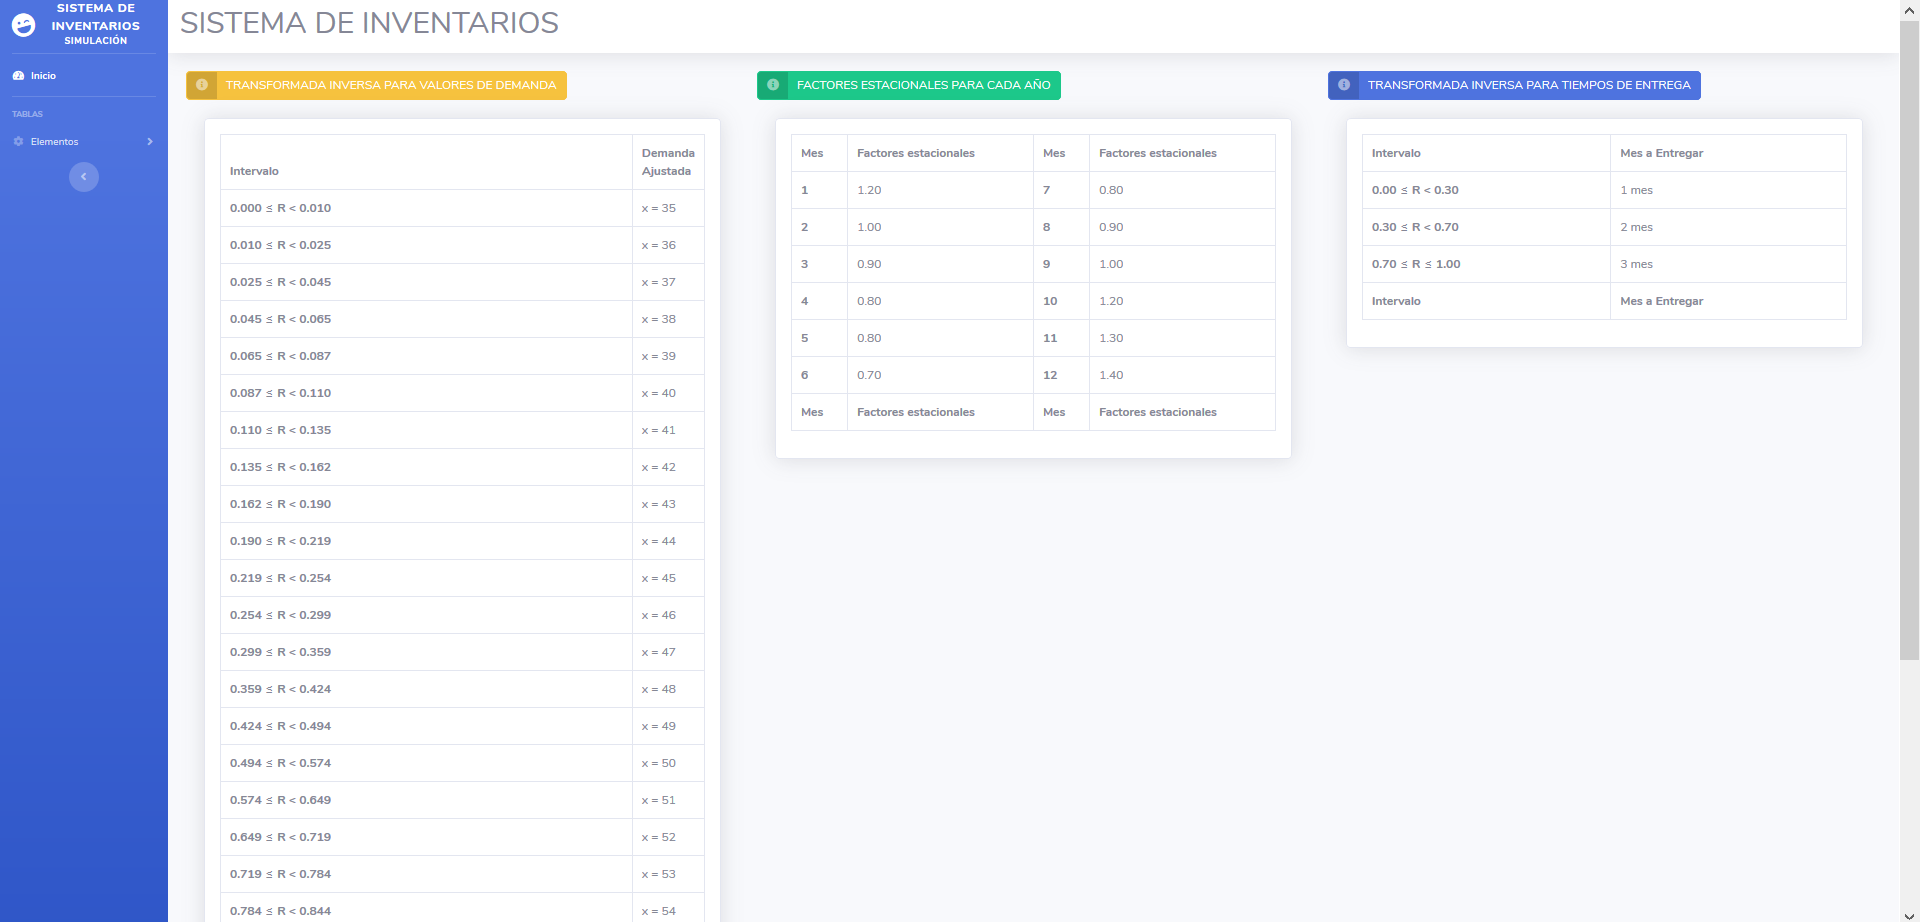 SISTEMA DE
INVENTARIOS
SIMULACIÓN
Inicio
TABLAS
Elementos
SISTEMA DE INVENTARIOS
TRANSFORMADA INVERSA PARA VALORES DE DEMANDA
Intervalo Demanda Ajustada
0.000 ≤ R < 0.010 x = 35
0.010 ≤ R < 0.025 x = 36
0.025 ≤ R < 0.045 x = 37
0.045 ≤ R < 0.065 x = 38
0.065 ≤ R < 0.087 x = 39
0.087 ≤ R < 0.110 x = 40
0.110 ≤ R < 0.135 x = 41
0.135 ≤ R < 0.162 x = 42
0.162 ≤ R < 0.190 x = 43
0.190 ≤ R < 0.219 x = 44
0.219 ≤ R < 0.254 x = 45
0.254 ≤ R < 0.299 x = 46
0.299 ≤ R < 0.359 x = 47
0.359 ≤ R < 0.424 x = 48
0.424 ≤ R < 0.494 x = 49
0.494 ≤ R < 0.574 x = 50
0.574 ≤ R < 0.649 x = 51
0.649 ≤ R < 0.719 x = 52
0.719 ≤ R < 0.784 x = 53
0.784 ≤ R < 0.844 x = 54
FACTORES ESTACIONALES PARA CADA AÑO
Mes Factores estacionales Mes Factores estacionales
1 1.20 7 0.80
2 1.00 8 0.90
3 0.90 9 1.00
4 0.80 10 1.20
5 0.80 11 1.30
6 0.70 12 1.40
Mes Factores estacionales Mes Factores estacionales
TRANSFORMADA INVERSA PARA TIEMPOS DE ENTREGA
Intervalo Mes a Entregar
0.00 ≤ R < 0.30 1 mes
0.30 ≤ R < 0.70 2 mes
0.70 ≤ R ≤ 1.00 3 mes
Intervalo Mes a Entregar